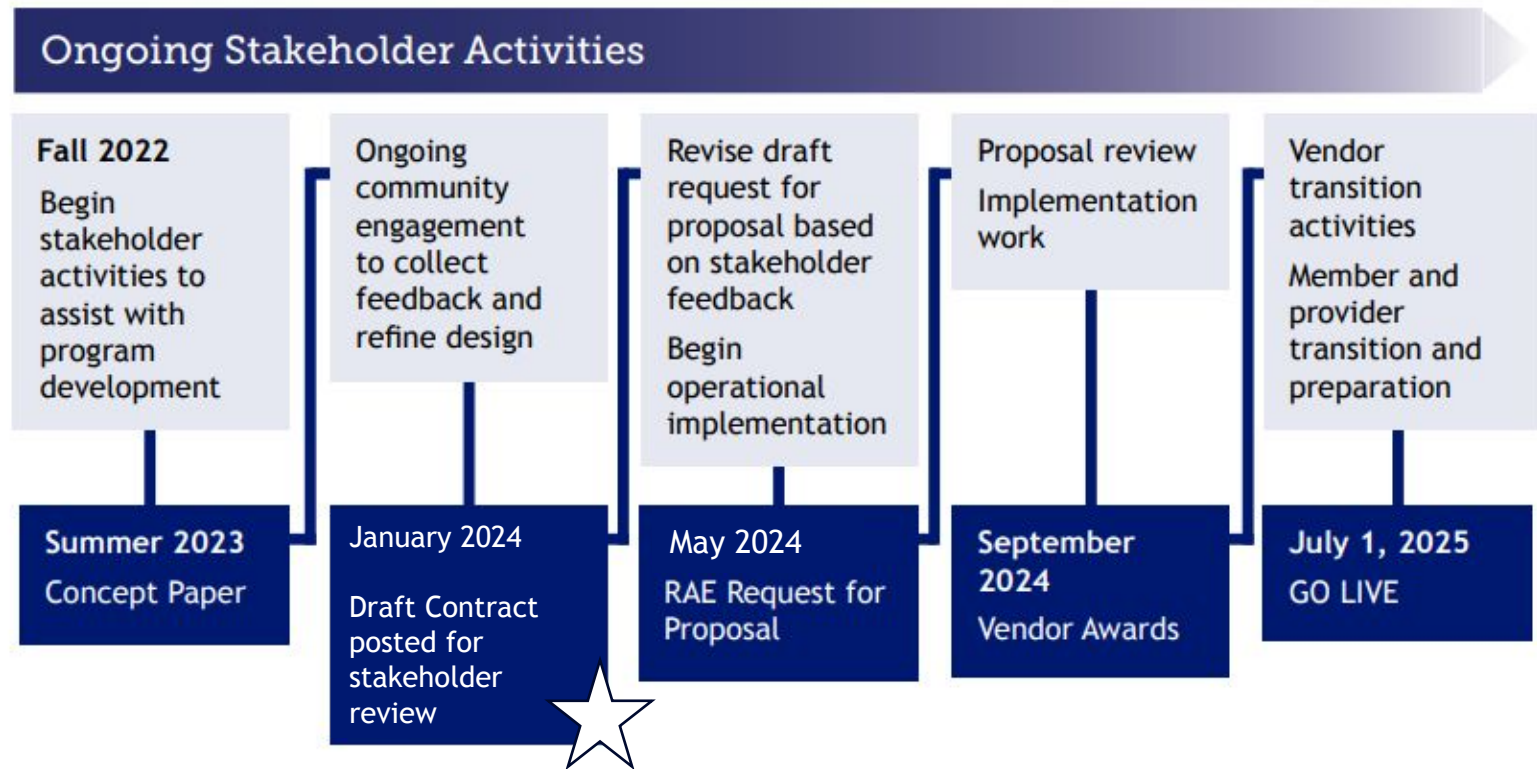 Ongoing Stakeholder Activities
Fall 2022
Begin
stakeholder
activities to
assist with
program
development
Summer 2023
Concept Paper
Ongoing
community
engagement
to collect
feedback and
refine design
January 2024
Draft Contract
posted for
stakeholder
review
Revise draft
request for
proposal based
on stakeholder
feedback
Begin
operational
implementation
May 2024
RAE Request for
Proposal
Proposal review
Implementation
work
September
2024
Vendor Awards
Vendor
transition
activities
Member and
provider
transition and
preparation
July 1, 2025
GO LIVE